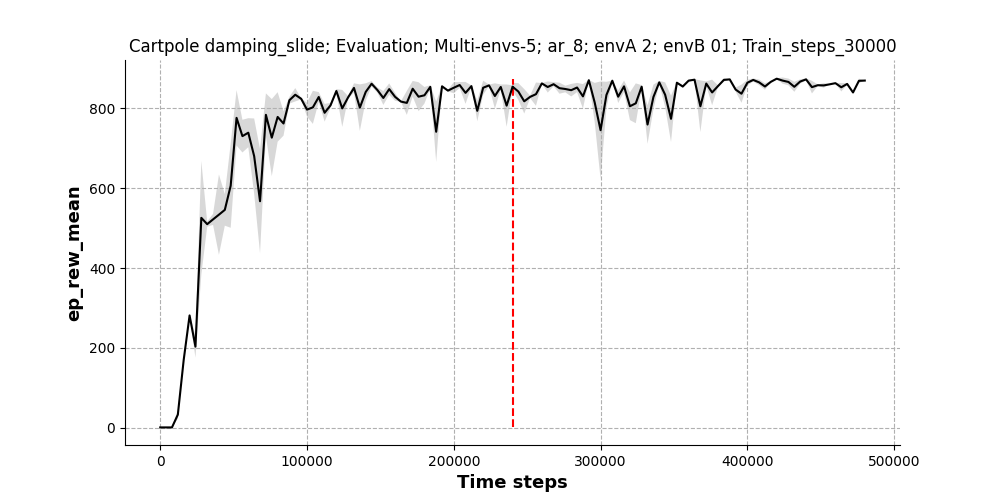 Cartpole damping_slide; Evaluation; Multi-envs-5; ar_8; envA 2; envB 01; Train_steps_30000
ep_rew_mean
800
600
400
200
0
0 100000 200000 300000 400000 500000
Time steps